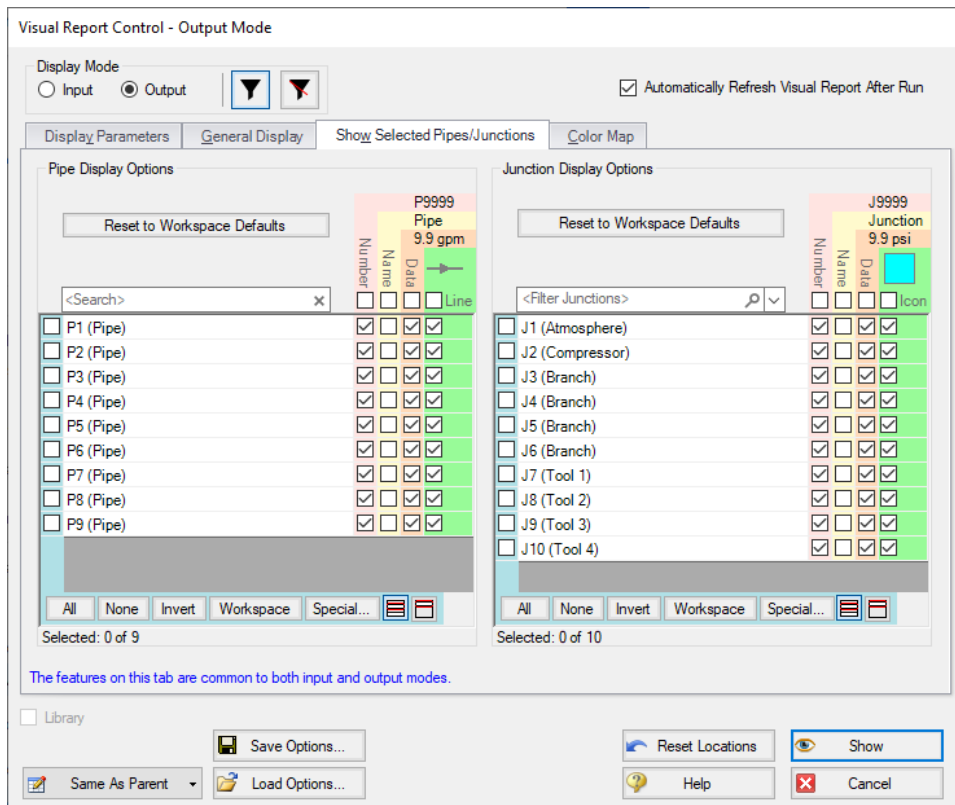 Visual Report Control - Output Mode
Display Mode
Input
Output
Automatically Refresh Visual Report After Run
Display Parameters
General Display
Show Selected Pipes/Junctions
Color Map
Pipe Display Options
Reset to Workspace Defaults
P9999
Pipe
9.9 gpm
Number
Name
Data
Line
<Search>
P1 (Pipe)
P2 (Pipe)
P3 (Pipe)
P4 (Pipe)
P5 (Pipe)
P6 (Pipe)
P7 (Pipe)
P8 (Pipe)
P9 (Pipe)
All None Invert Workspace Special...
Selected: 0 of 9
Junction Display Options
Reset to Workspace Defaults
J9999
Junction
9.9 psi
Number
Name
Data
Icon
<Filter Junctions>
J1 (Atmosphere)
J2 (Compressor)
J3 (Branch)
J4 (Branch)
J5 (Branch)
J6 (Branch)
J7 (Tool 1)
J8 (Tool 2)
J9 (Tool 3)
J10 (Tool 4)
All None Invert Workspace Special...
Selected: 0 of 10
The features on this tab are common to both input and output modes.
Library
Save Options...
Reset Locations
Show
Same As Parent
Load Options...
Help
Cancel